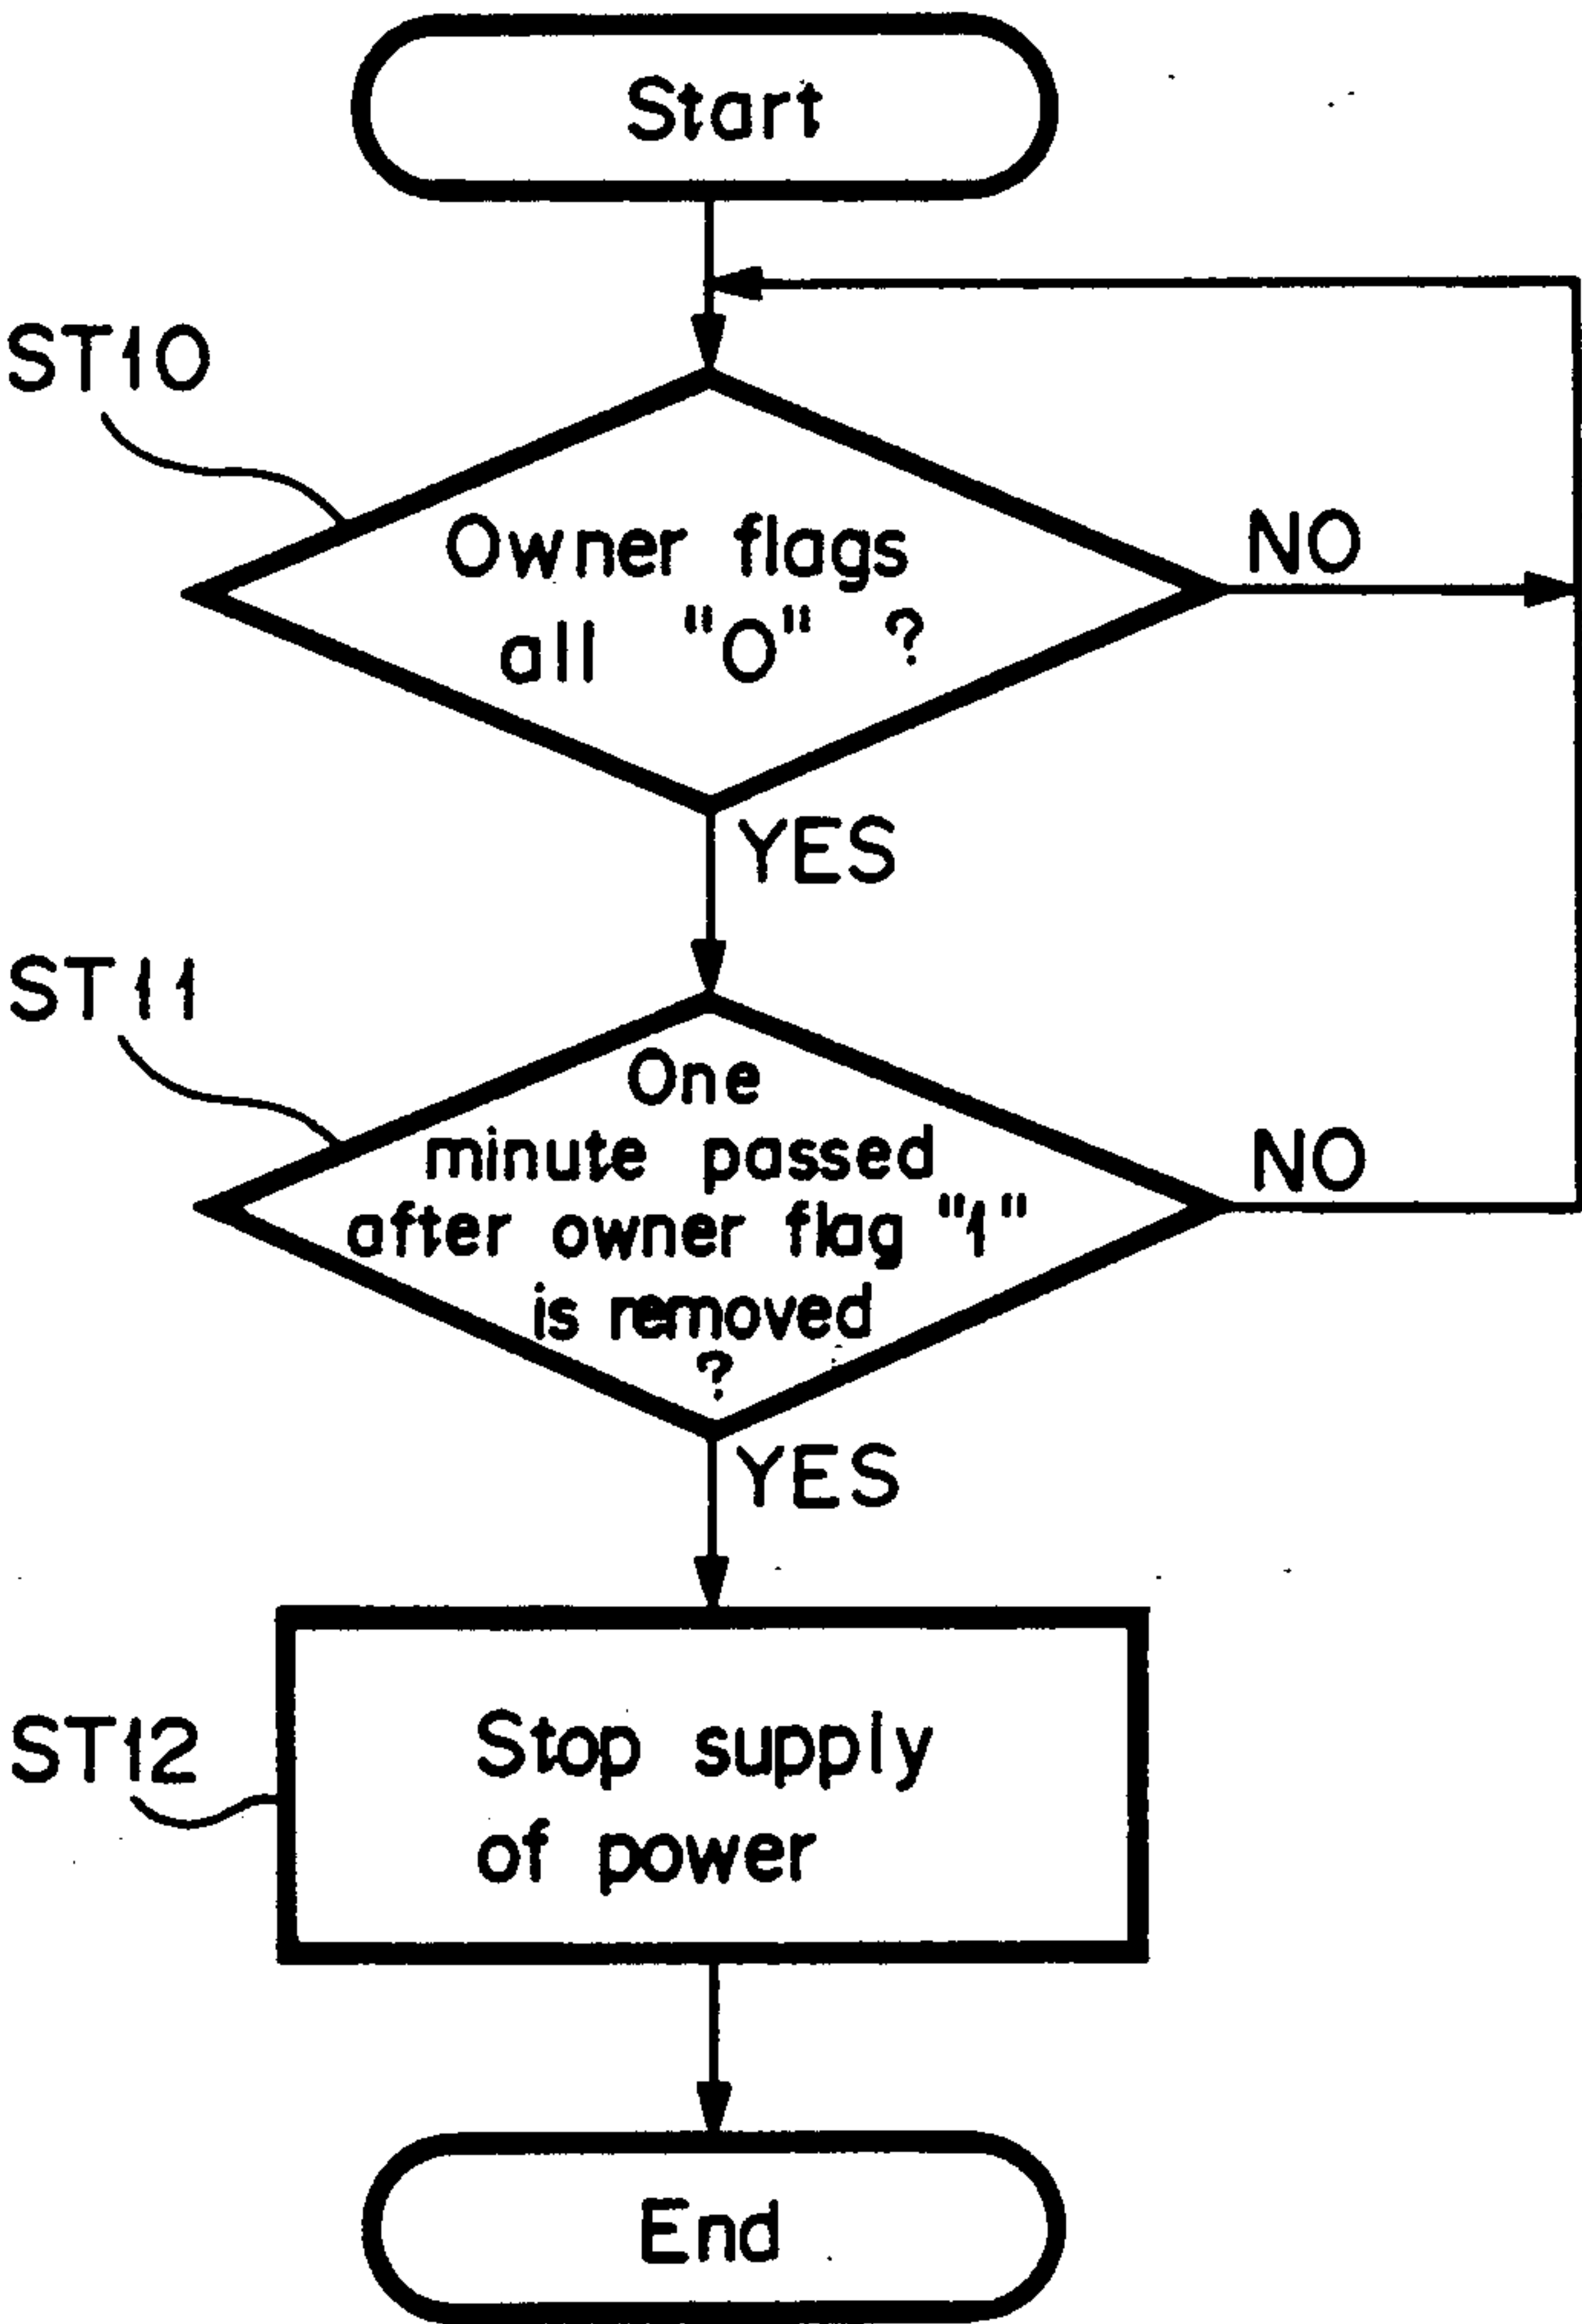 Start
ST10
Owner flags
all "0" ?
NO
YES
ST11
One
minute passed
after owner flag "1"
is removed
?
NO
YES
ST12
Stop supply
of power
End